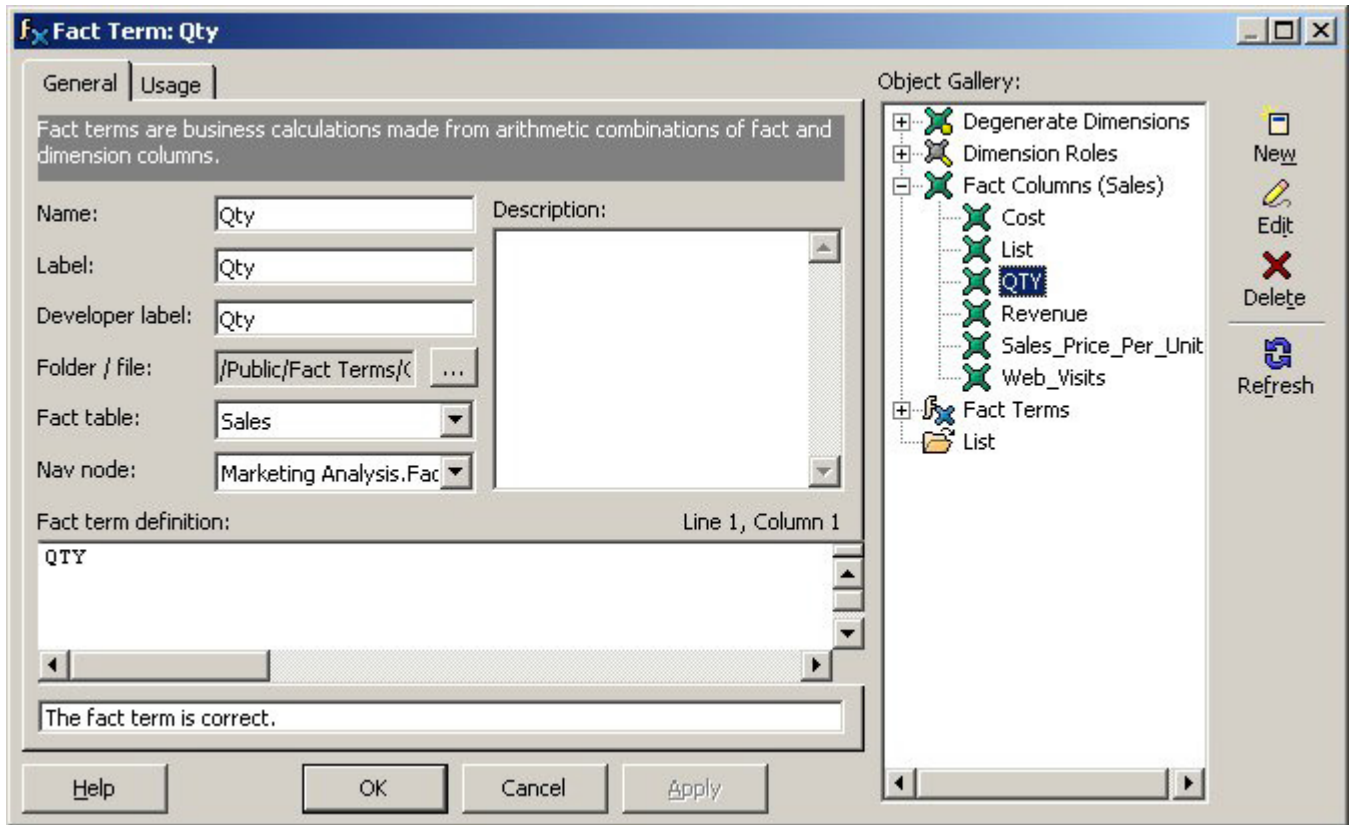 Fact Term: Qty
General
Usage
Fact terms are business calculations made from arithmetic combinations of fact and
dimension columns.
Name:
Qty
Description:
Label:
Qty
Developer label:
Qty
Folder / file:
/Public/Fact Terms/
...
Fact table:
Sales
Nav node:
Marketing Analysis.Fac
Fact term definition:
Line 1, Column 1
QTY
The fact term is correct.
Help
OK
Cancel
Apply
Object Gallery:
Degenerate Dimensions
Dimension Roles
Fact Columns (Sales)
Cost
List
QTY
Revenue
Sales_Price_Per_Unit
Web_Visits
Fact Terms
List
New
Edit
Delete
Refresh